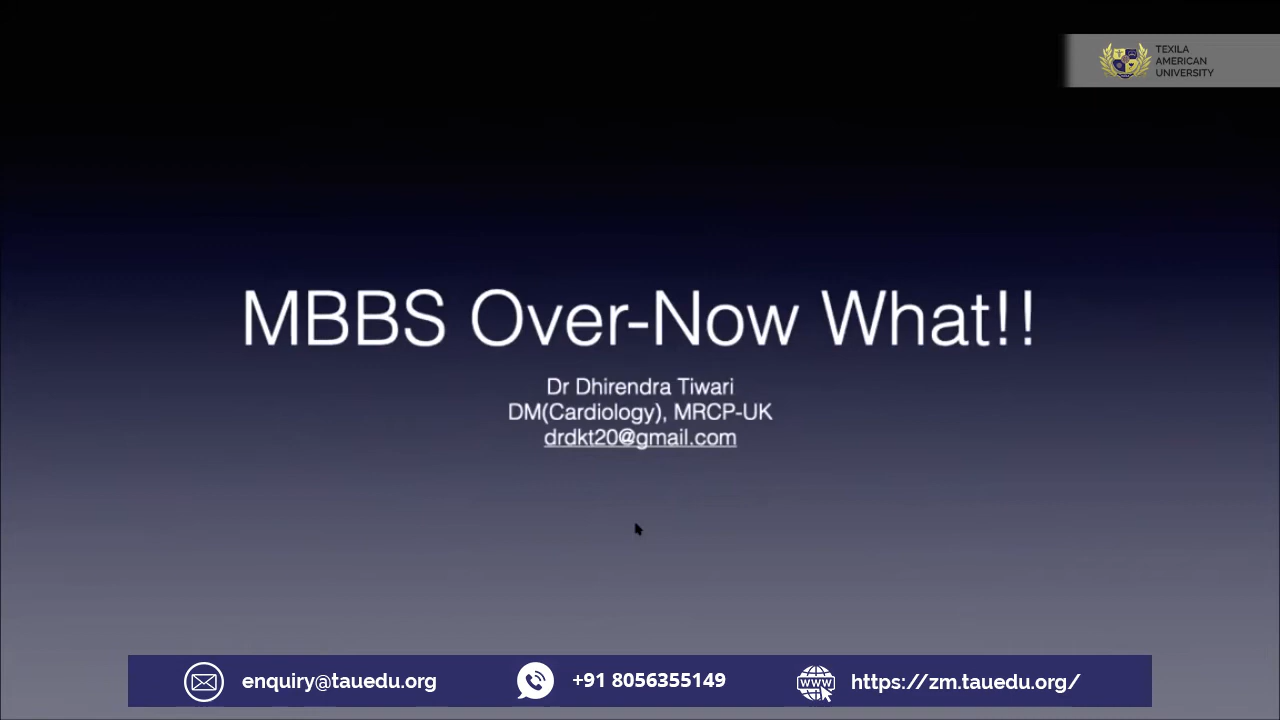 TEXILA
AMERICAN
UNIVERSITY
MBBS Over-Now What!!
Dr Dhirendra Tiwari
DM(Cardiology), MRCP-UK
drdkt20@gmail.com
enquiry@tauedu.org
+91 8056355149
www
https://zm.tauedu.org/